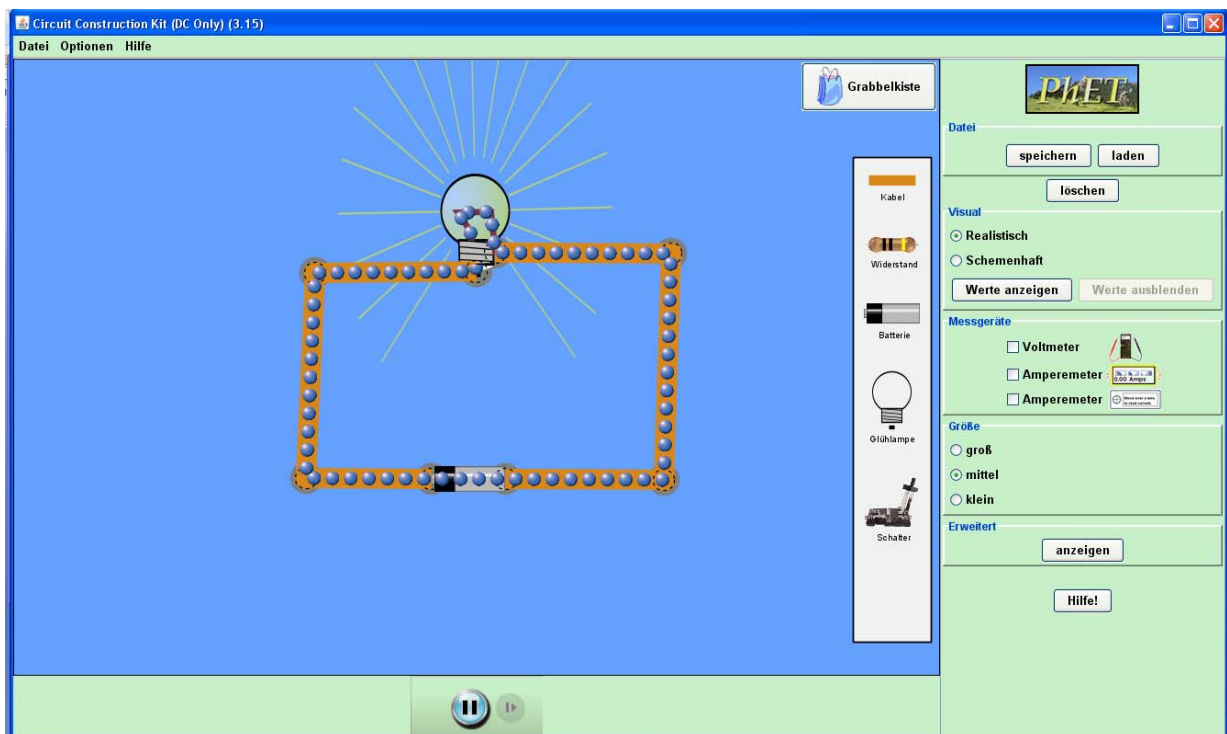 Circuit Construction Kit (DC Only) (3.15)
Datei Optionen Hilfe
Grabbelkiste
Kabel
Widerstand
Batterie
Glühlampe
Schalter
PhET
Datei
speichern laden
löschen
Visual
Realistisch
Schemenhaft
Werte anzeigen Werte ausblenden
Messgeräte
Voltmeter
Amperemeter
0.00 Amps
Amperemeter
Größe
groß
mittel
klein
Erweitert
anzeigen
Hilfe!